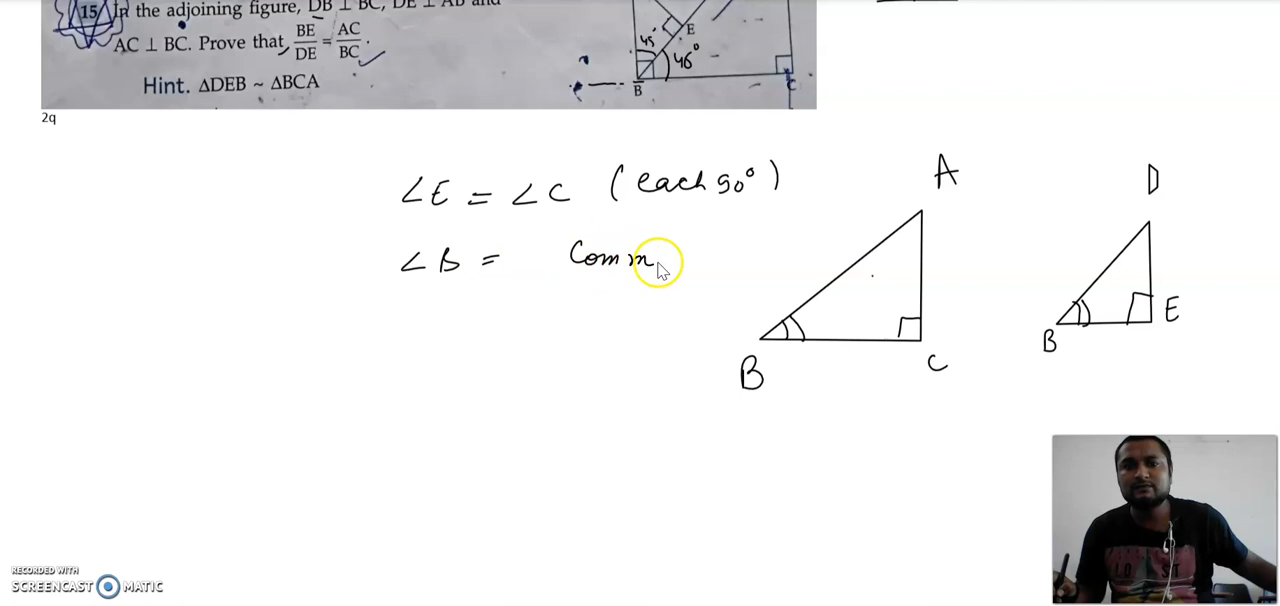 15. In the adjoining figure, DB ⊥ BC, DE ⊥ AB and
AC ⊥ BC. Prove that, BE/DE = AC/BC.
Hint. ΔDEB ~ ΔBCA
45°
E
46°
B
C
2q
∠E = ∠C (each 90°)
∠B = Comm
A
B
C
D
B
E
RECORDED WITH
SCREENCAST MATIC